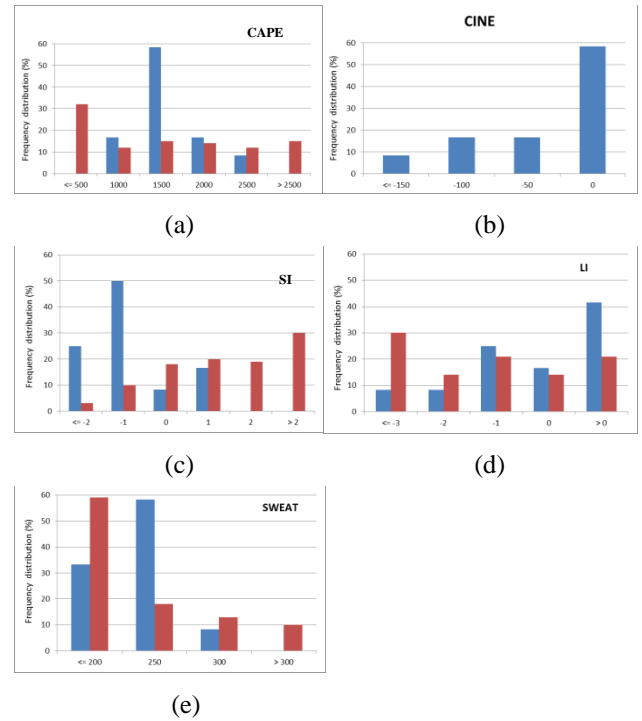 CAPE
Frequency distribution (%)
60
50
40
30
20
10
0
<= 500 1000 1500 2000 2500 > 2500
(a)
CINE
Frequency distribution (%)
60
50
40
30
20
10
0
<= -150 -100 -50 0
(b)
SI
Frequency distribution (%)
60
50
40
30
20
10
0
<= -2 -1 0 1 2 > 2
(c)
LI
Frequency distribution (%)
60
50
40
30
20
10
0
<= -3 -2 -1 0 > 0
(d)
SWEAT
Frequency distribution (%)
60
50
40
30
20
10
0
<= 200 250 300 > 300
(e)